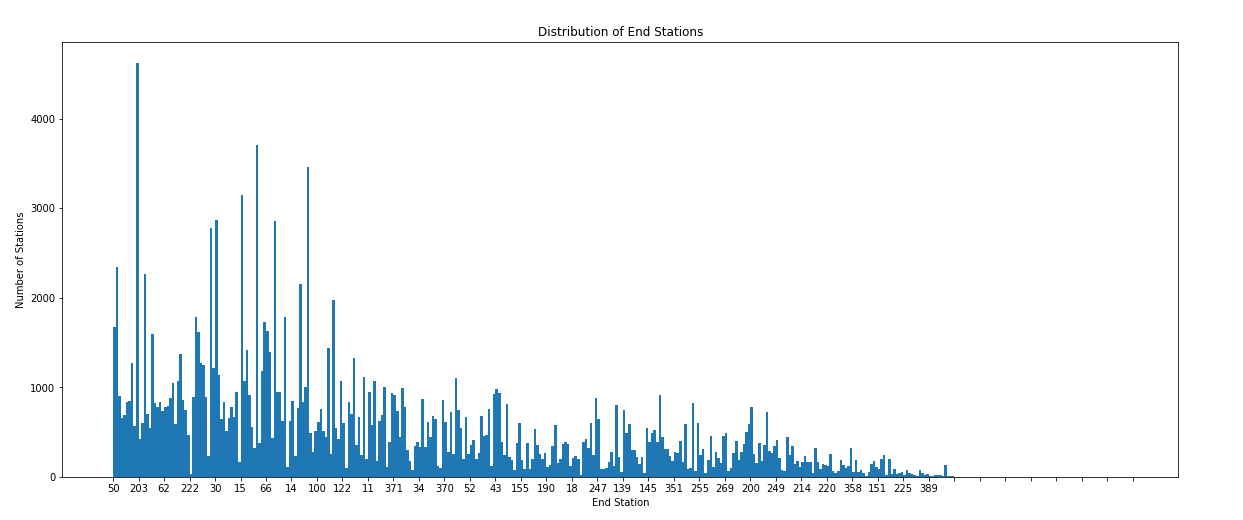 Distribution of End Stations
Number of Stations
4000
3000
2000
1000
0
50 203 62 222 30 15 66 14 100 122 11 371 34 370 52 43 155 190 18 247 139 145 351 255 269 200 249 214 220 358 151 225 389
End Station